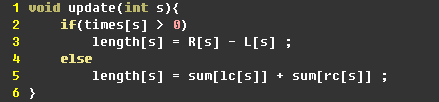 1 void update(int s){
2     if(times[s] > 0)
3         length[s] = R[s] - L[s] ;
4     else
5         length[s] = sum[lc[s]] + sum[rc[s]] ;
6 }